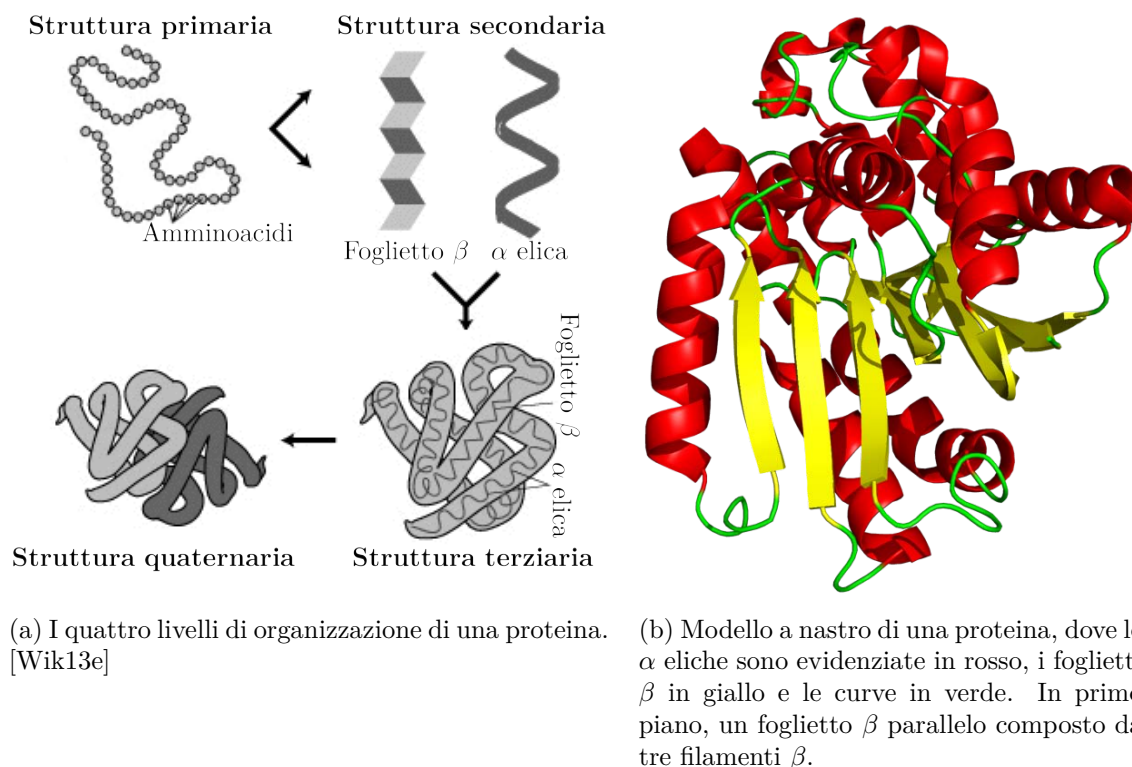 Struttura primaria
Struttura secondaria
Amminoacidi
Foglietto β
α elica
Foglietto β
α elica
Struttura quaternaria
Struttura terziaria
(a) I quattro livelli di organizzazione di una proteina.
[Wik13e]
(b) Modello a nastro di una proteina, dove le
α eliche sono evidenziate in rosso, i foglietti
β in giallo e le curve in verde. In primo
piano, un foglietto β parallelo composto da
tre filamenti β.